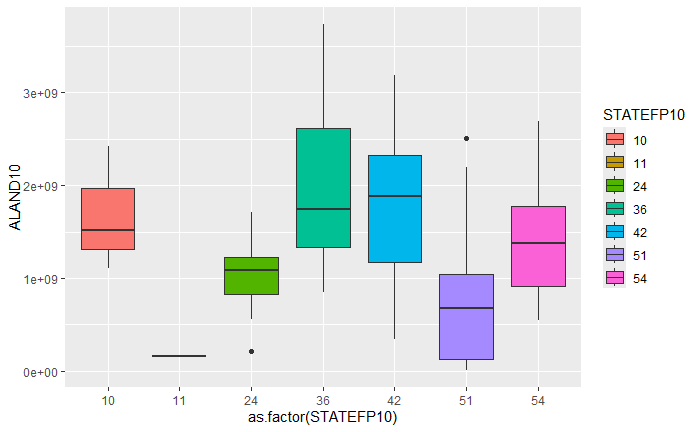 ALAND10
3e+09
2e+09
1e+09
0e+00
10 11 24 36 42 51 54
as.factor(STATEFP10)
STATEFP10
10
11
24
36
42
51
54